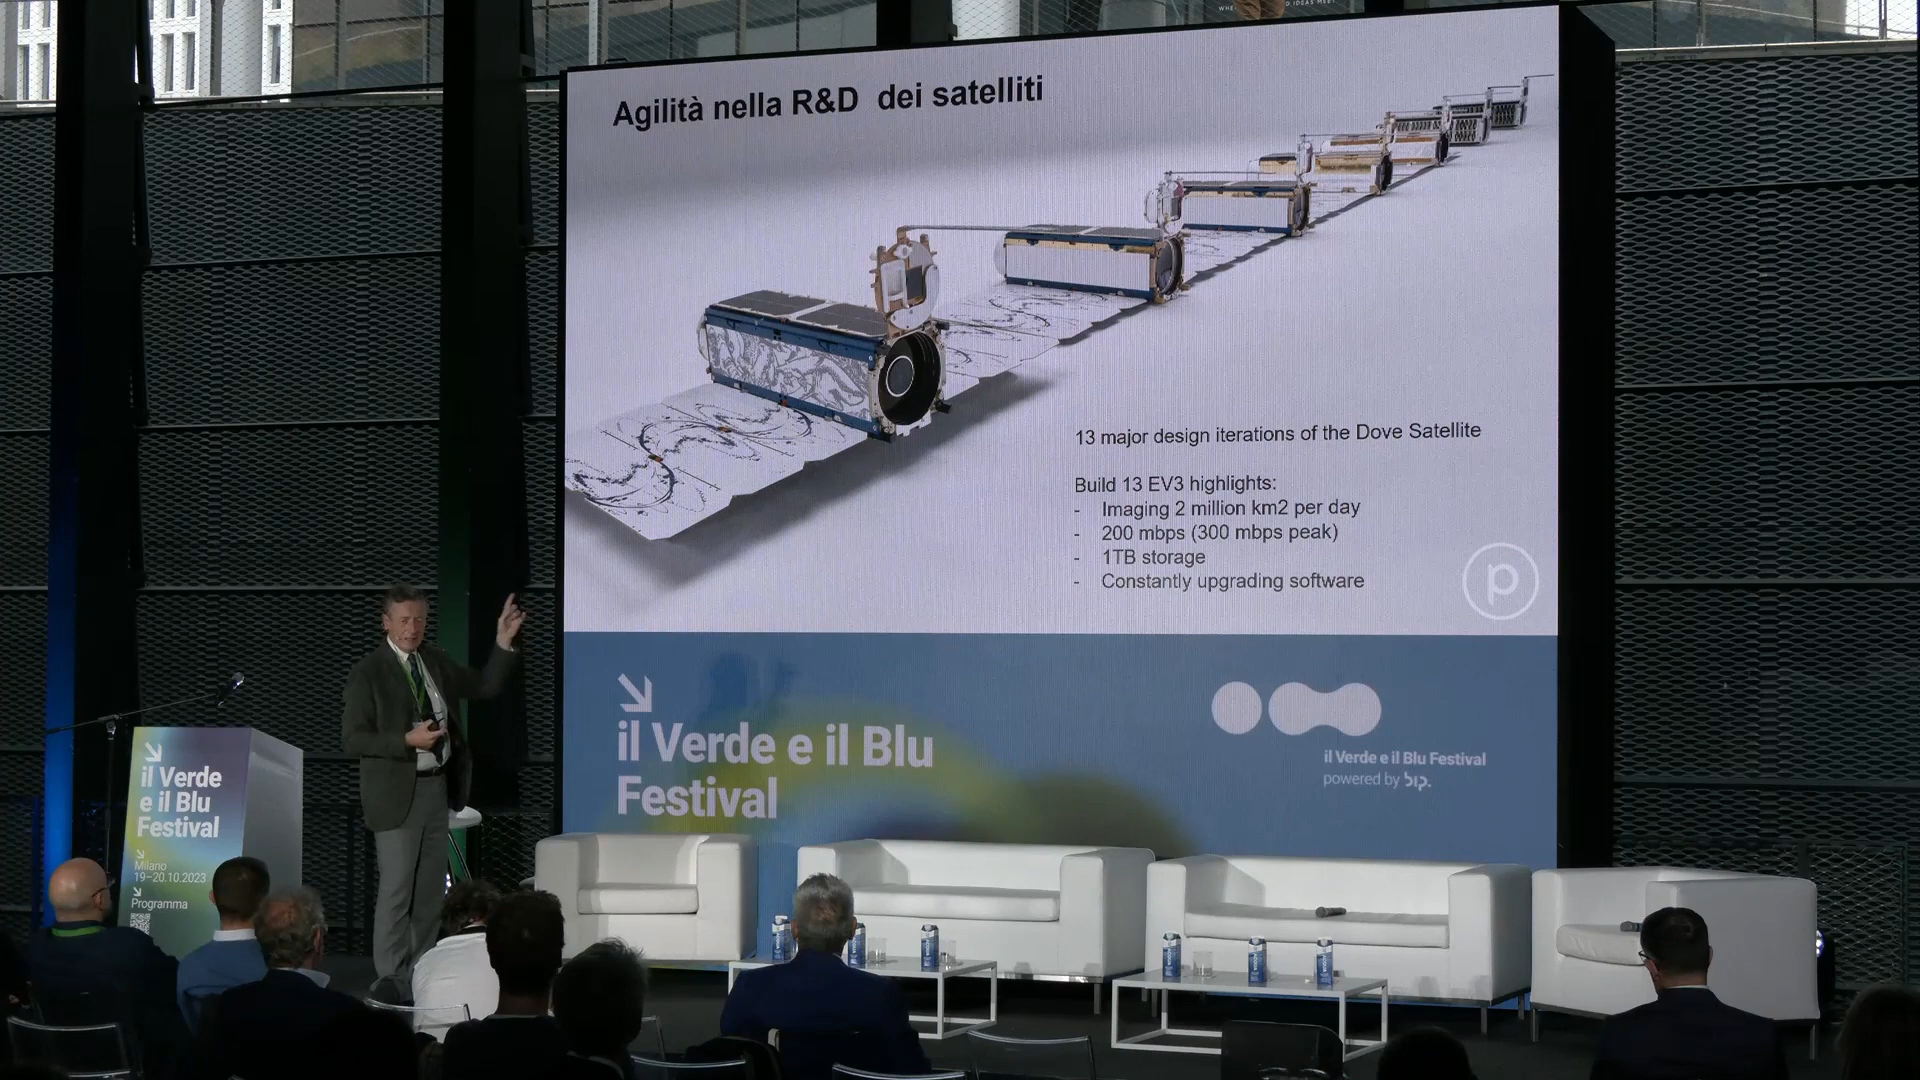 Agilità nella R&D dei satelliti
13 major design iterations of the Dove Satellite
Build 13 EV3 highlights:
- Imaging 2 million km2 per day
- 200 mbps (300 mbps peak)
- 1TB storage
- Constantly upgrading software
p
il Verde e il Blu
Festival
il Verde e il Blu Festival
powered by bip.
il Verde
e il Blu
Festival
Milano
19–20.10.2023
Programma